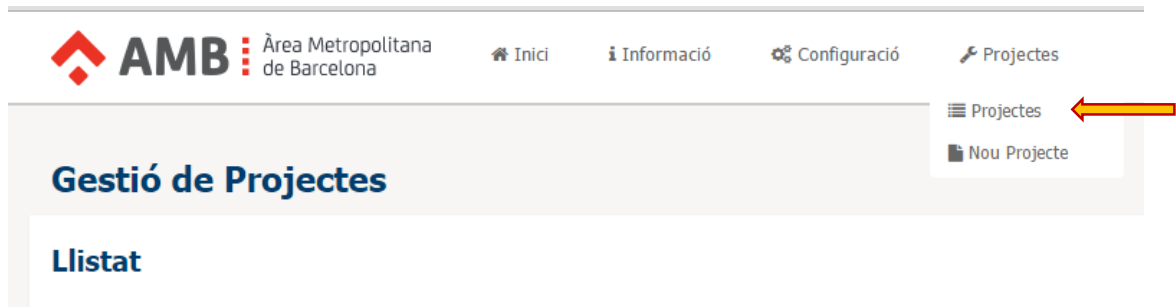 AMB Àrea Metropolitana
de Barcelona
Inici
Informació
Configuració
Projectes
Projectes
Nou Projecte
Gestió de Projectes
Llistat